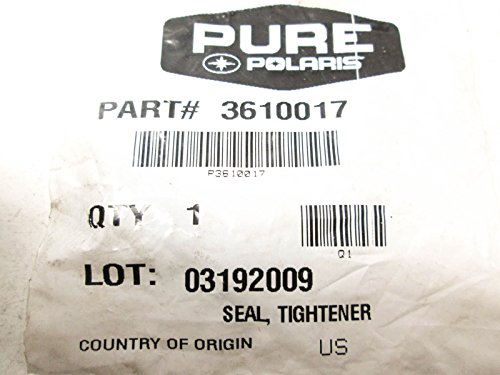 PURE
POLARIS
PART# 3610017
P3610017
QTY 1
Q1
LOT: 03192009
SEAL, TIGHTENER
COUNTRY OF ORIGIN US